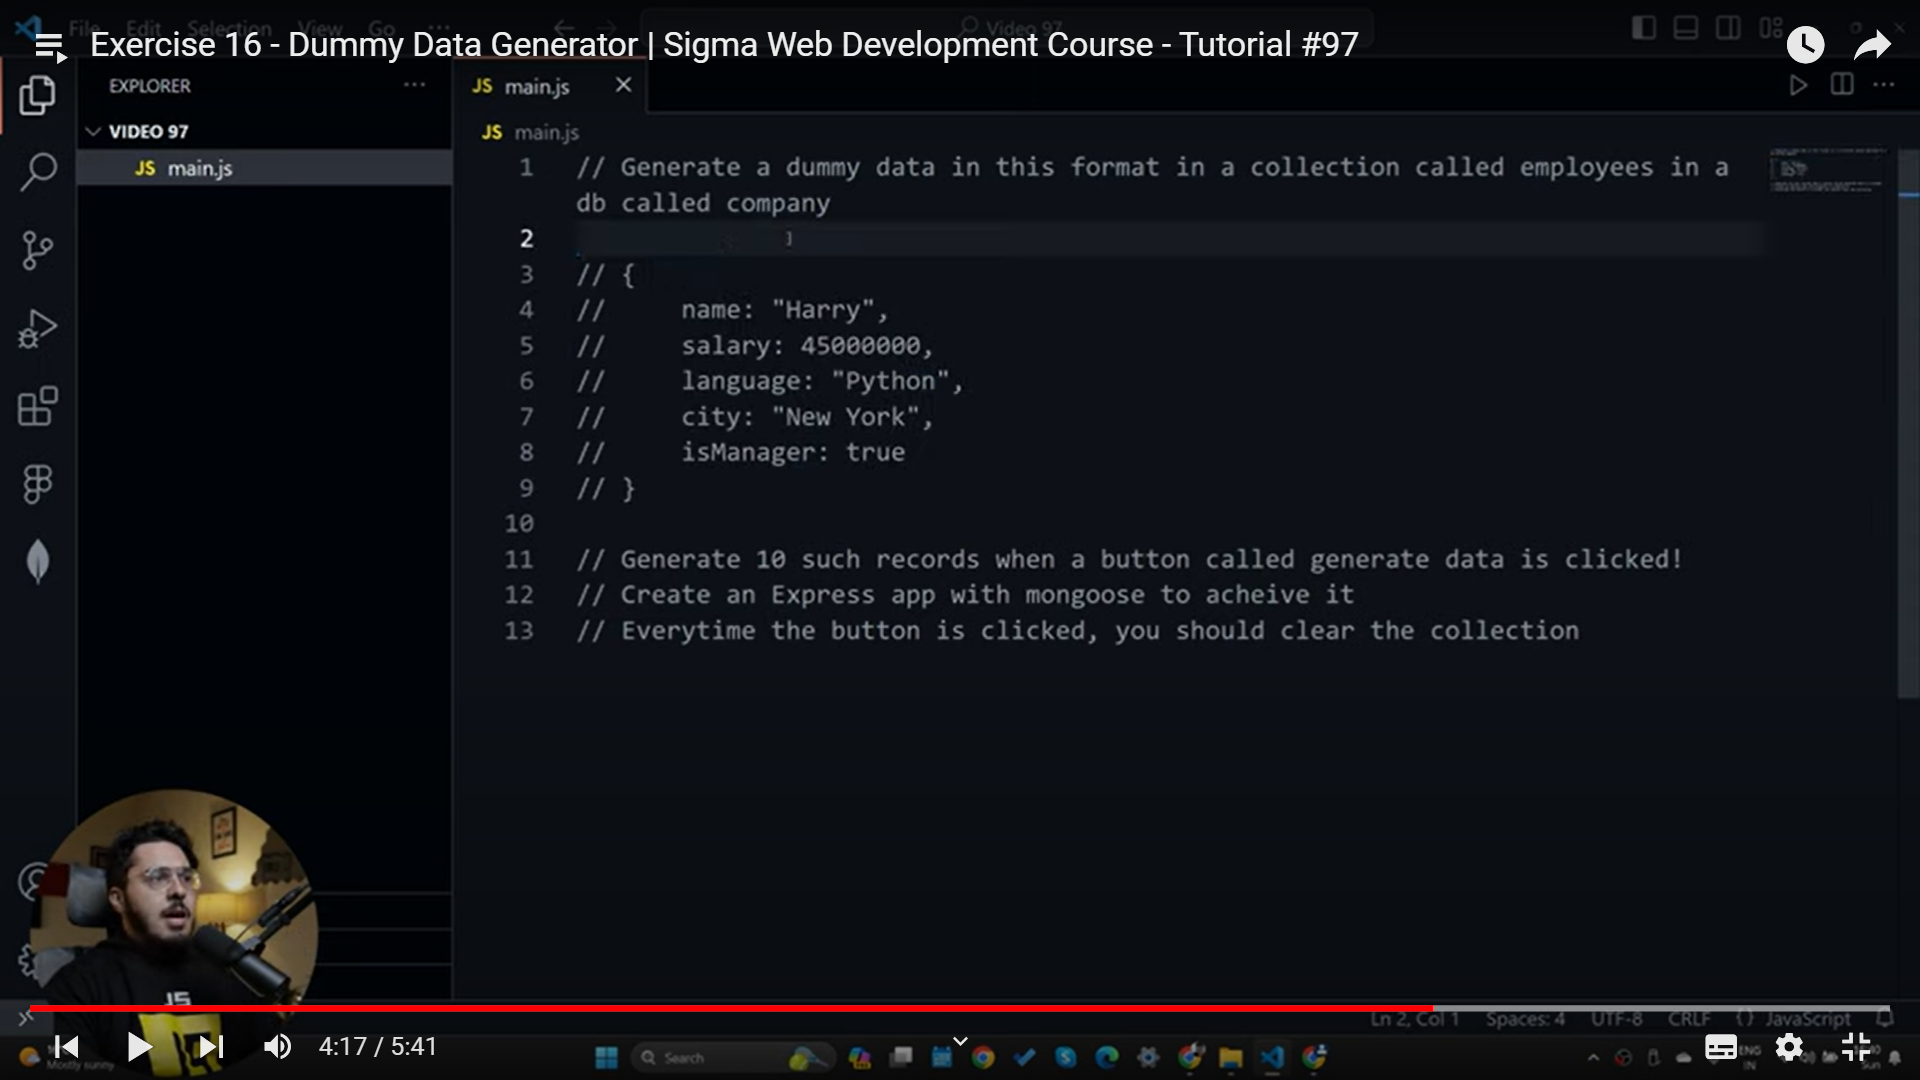 File Edit Selection View Go
Video 97
Exercise 16 - Dummy Data Generator | Sigma Web Development Course - Tutorial #97
EXPLORER
JS main.js
VIDEO 97
JS main.js
JS main.js
1 // Generate a dummy data in this format in a collection called employees in a
db called company
2
3 // {
4 // name: "Harry",
5 // salary: 45000000,
6 // language: "Python",
7 // city: "New York",
8 // isManager: true
9 // }
10
11 // Generate 10 such records when a button called generate data is clicked!
12 // Create an Express app with mongoose to acheive it
13 // Everytime the button is clicked, you should clear the collection
JS
Ln 2, Col 1 Spaces: 4 UTF-8 CRLF {} JavaScript
4:17 / 5:41
Mostly sunny
Search
ENG
IN